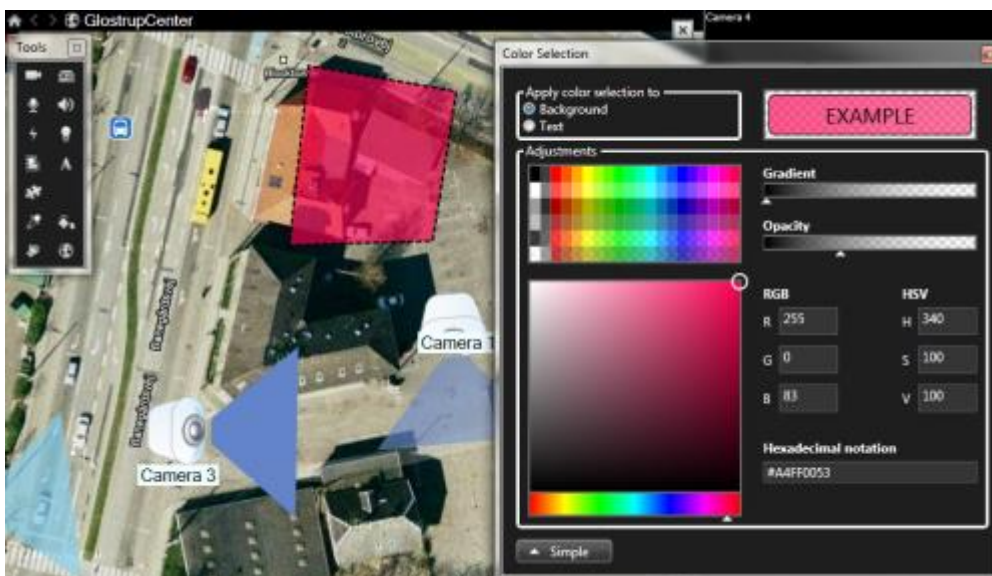 GlostrupCenter
Camera 4
Tools
A
Color Selection
Apply color selection to
Background
Text
EXAMPLE
Adjustments
Gradient
Opacity
RGB
HSV
R 255
H 340
G 0
S 100
B 83
V 100
Hexadecimal notation
#A4FF0053
Simple
Camera 1
Camera 3